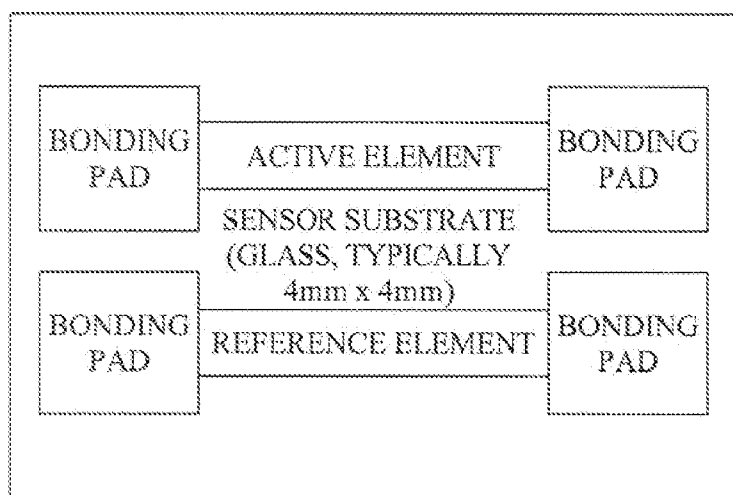 BONDING
PAD
ACTIVE ELEMENT
BONDING
PAD
SENSOR SUBSTRATE
(GLASS, TYPICALLY
4mm x 4mm)
BONDING
PAD
REFERENCE ELEMENT
BONDING
PAD